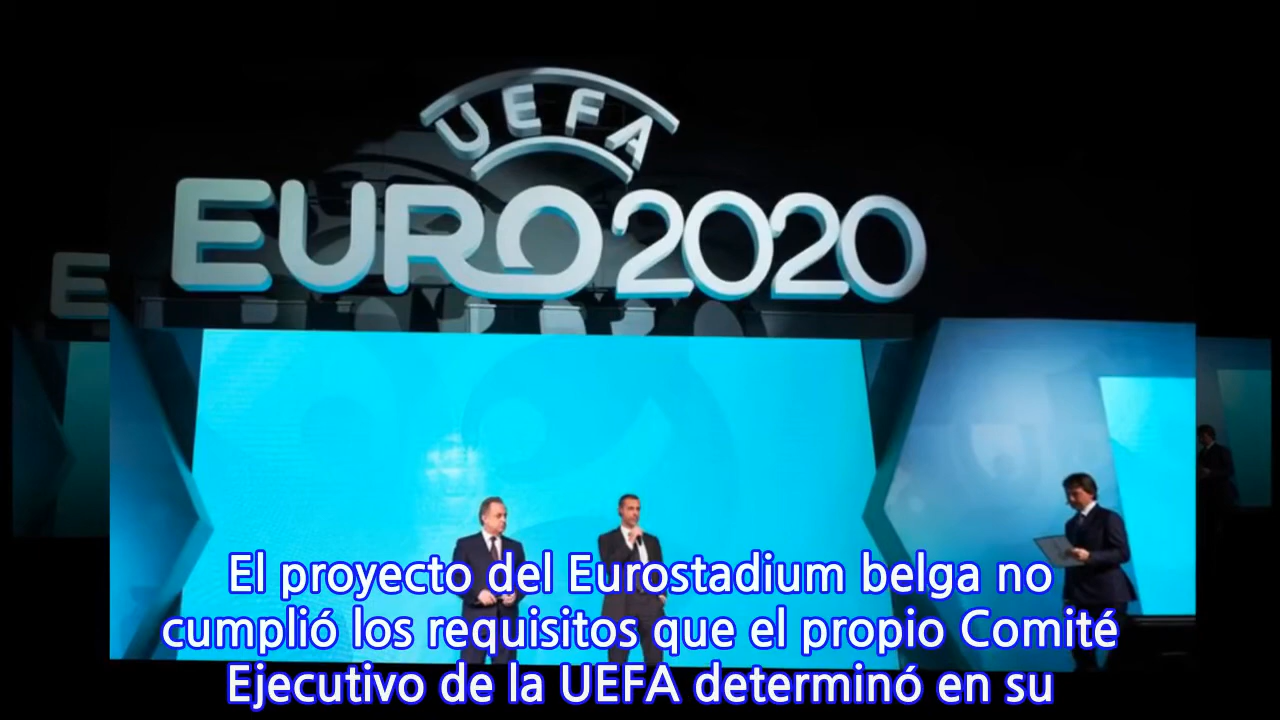 UEFA
EURO2020
E
El proyecto del Eurostadium belga no
cumplió los requisitos que el propio Comité
Ejecutivo de la UEFA determinó en su